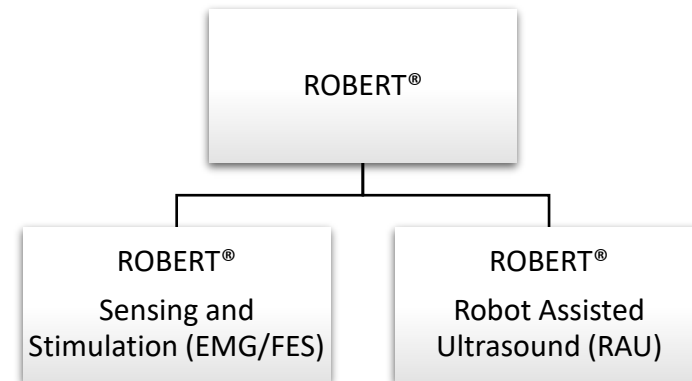 ROBERT®
ROBERT®
Sensing and
Stimulation (EMG/FES)
ROBERT®
Robot Assisted
Ultrasound (RAU)